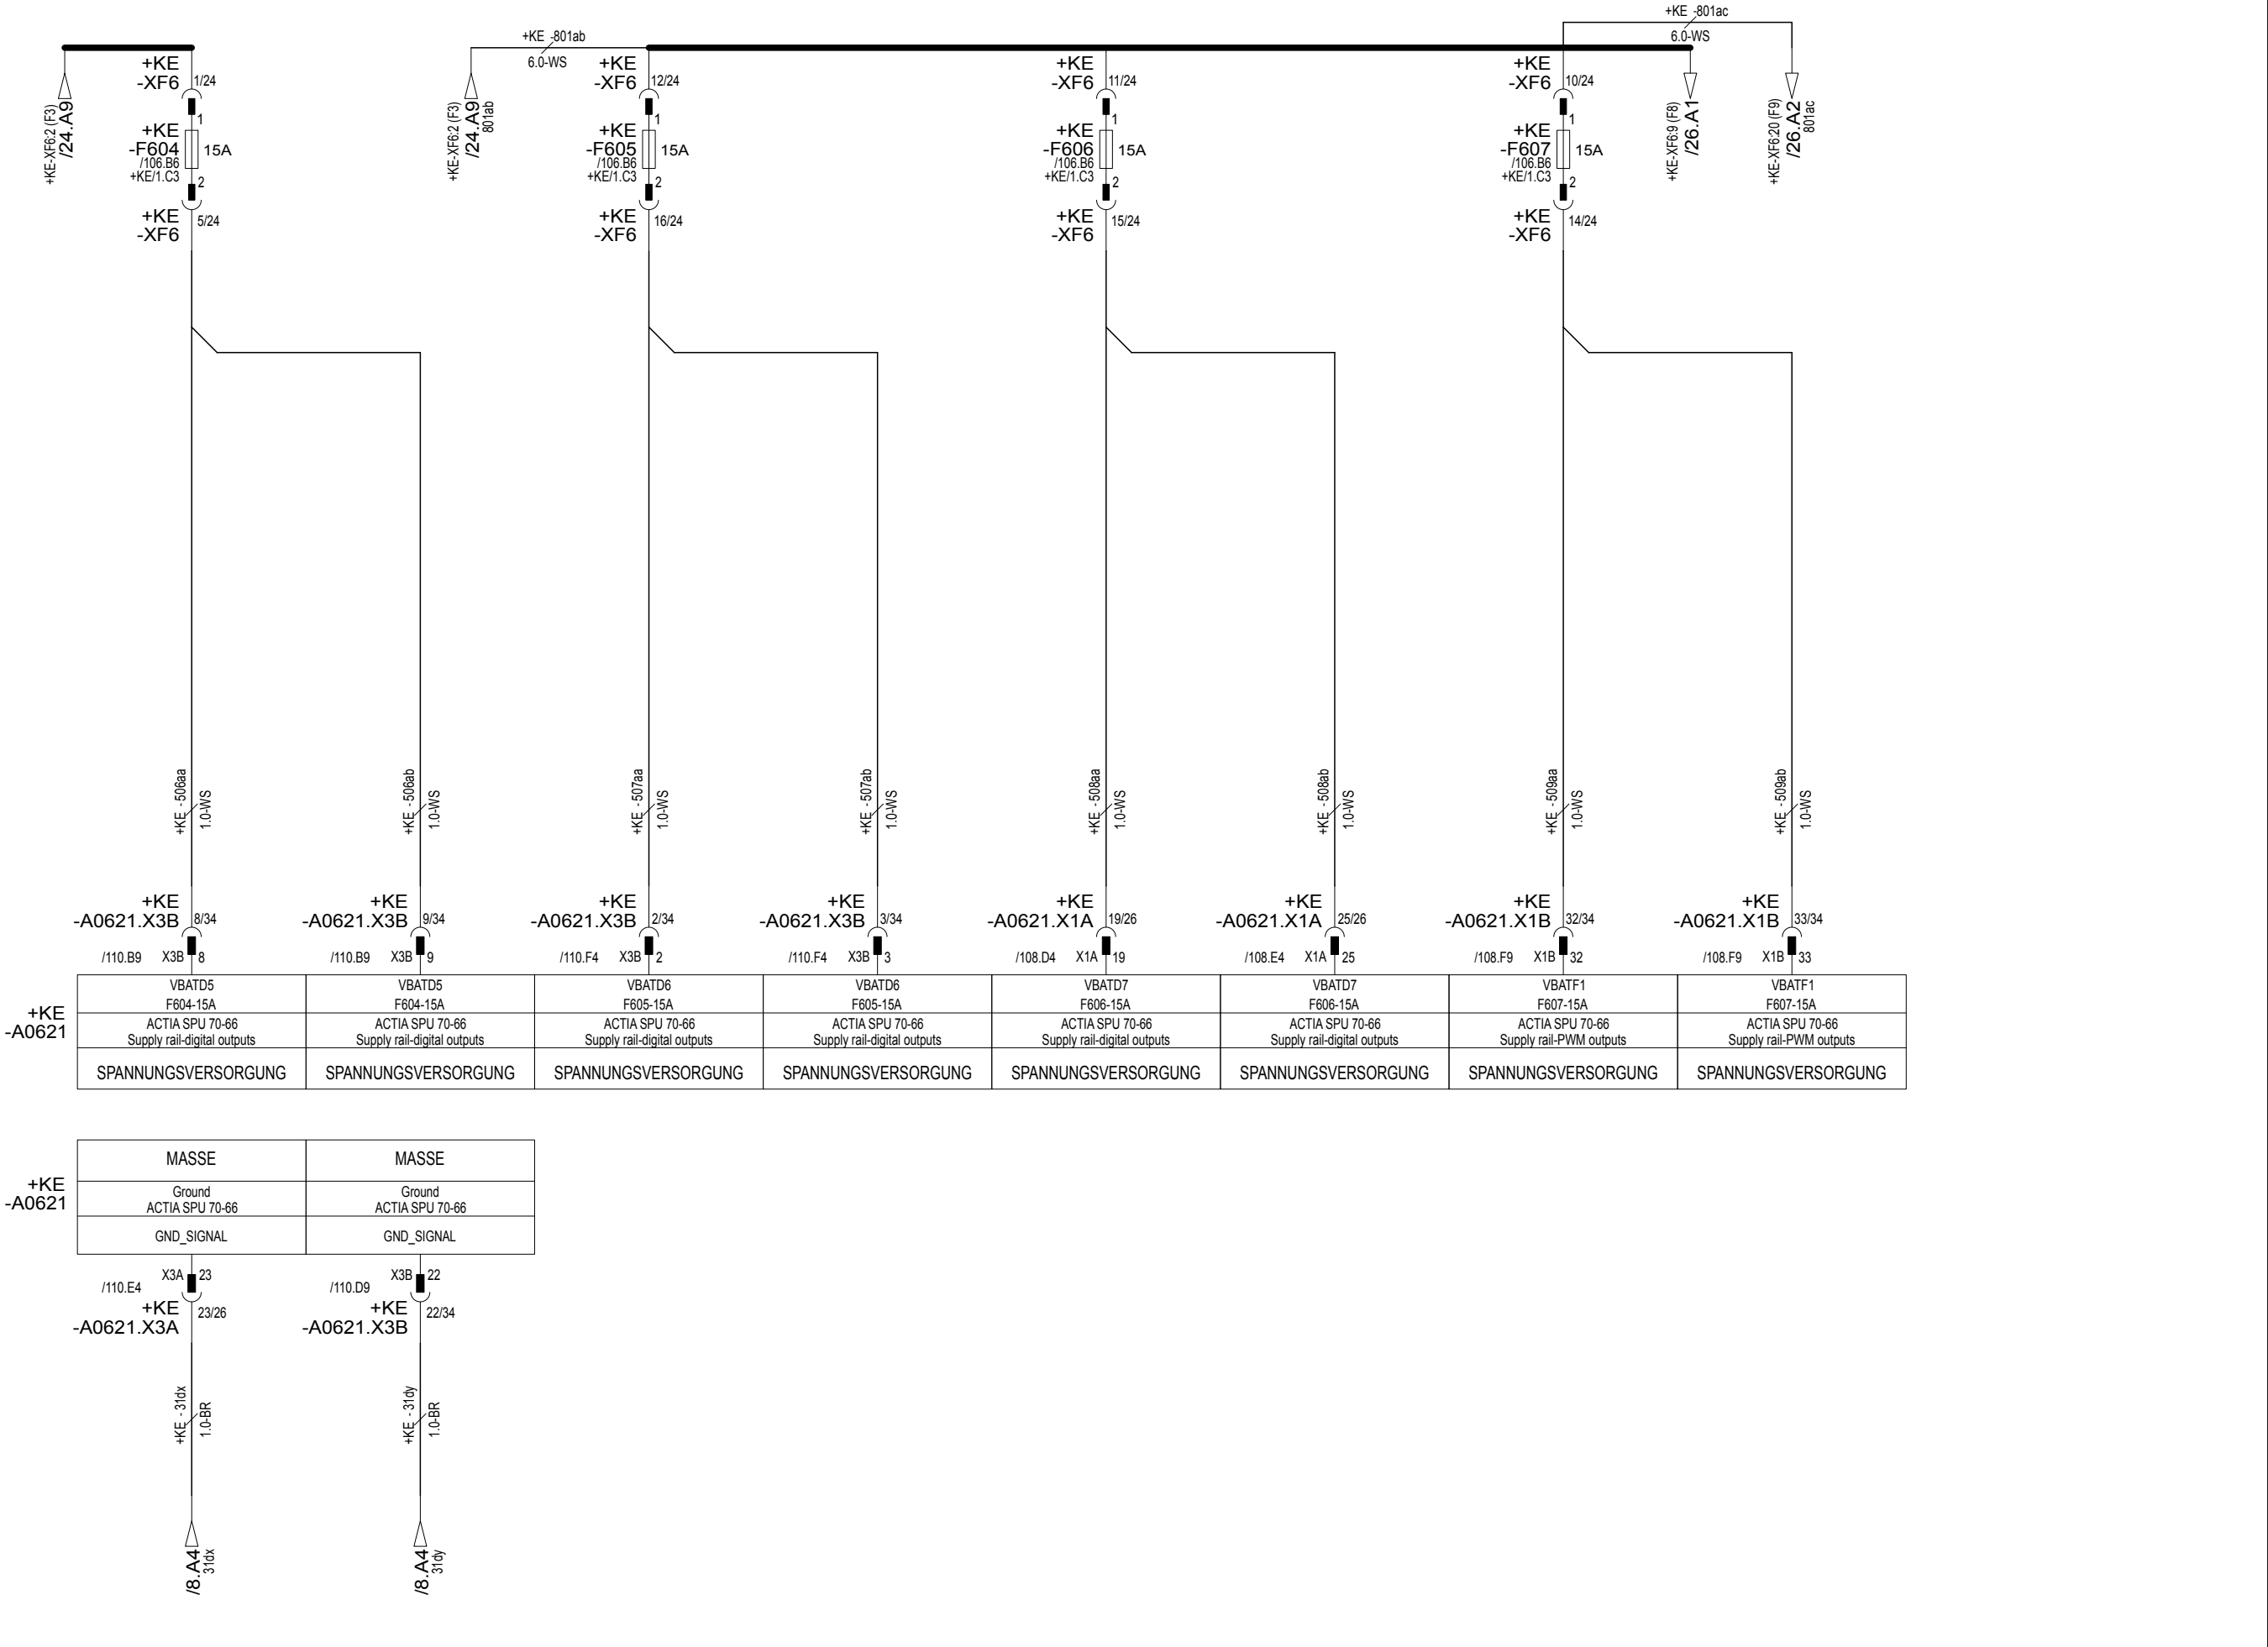 +KE -801ac
6.0-WS
+KE -801ab
6.0-WS
+KE
-XF6
1/24
+KE
-XF6
12/24
+KE
-XF6
11/24
+KE
-XF6
10/24
+KE-XF6:2 (F3)
/24.A9
+KE-XF6:2 (F3)
/24.A9
801ab
+KE-XF6:9 (F8)
/26.A1
+KE-XF6:20 (F9)
/26.A2
801ac
1
+KE
-F604
/106.B6
+KE/1.C3
15A
2
1
+KE
-F605
/106.B6
+KE/1.C3
15A
2
1
+KE
-F606
/106.B6
+KE/1.C3
15A
2
1
+KE
-F607
/106.B6
+KE/1.C3
15A
2
+KE
-XF6
5/24
+KE
-XF6
16/24
+KE
-XF6
15/24
+KE
-XF6
14/24
+KE -506aa
1.0-WS
+KE -506ab
1.0-WS
+KE -507aa
1.0-WS
+KE -507ab
1.0-WS
+KE -508aa
1.0-WS
+KE -508ab
1.0-WS
+KE -509aa
1.0-WS
+KE -509ab
1.0-WS
+KE
-A0621.X3B
8/34
/110.B9 X3B 8
+KE
-A0621.X3B
9/34
/110.B9 X3B 9
+KE
-A0621.X3B
2/34
/110.F4 X3B 2
+KE
-A0621.X3B
3/34
/110.F4 X3B 3
+KE
-A0621.X1A
19/26
/108.D4 X1A 19
+KE
-A0621.X1A
25/26
/108.E4 X1A 25
+KE
-A0621.X1B
32/34
/108.F9 X1B 32
+KE
-A0621.X1B
33/34
/108.F9 X1B 33
+KE
-A0621
VBATD5
F604-15A
ACTIA SPU 70-66
Supply rail-digital outputs
SPANNUNGSVERSORGUNG
VBATD5
F604-15A
ACTIA SPU 70-66
Supply rail-digital outputs
SPANNUNGSVERSORGUNG
VBATD6
F605-15A
ACTIA SPU 70-66
Supply rail-digital outputs
SPANNUNGSVERSORGUNG
VBATD6
F605-15A
ACTIA SPU 70-66
Supply rail-digital outputs
SPANNUNGSVERSORGUNG
VBATD7
F606-15A
ACTIA SPU 70-66
Supply rail-digital outputs
SPANNUNGSVERSORGUNG
VBATD7
F606-15A
ACTIA SPU 70-66
Supply rail-digital outputs
SPANNUNGSVERSORGUNG
VBATF1
F607-15A
ACTIA SPU 70-66
Supply rail-PWM outputs
SPANNUNGSVERSORGUNG
VBATF1
F607-15A
ACTIA SPU 70-66
Supply rail-PWM outputs
SPANNUNGSVERSORGUNG
+KE
-A0621
MASSE
Ground
ACTIA SPU 70-66
GND_SIGNAL
MASSE
Ground
ACTIA SPU 70-66
GND_SIGNAL
X3A 23
/110.E4
+KE
-A0621.X3A
23/26
X3B 22
/110.D9
+KE
-A0621.X3B
22/34
+KE -31dx
1.0-BR
+KE -31dy
1.0-BR
/8.A4
31dx
/8.A4
31dy